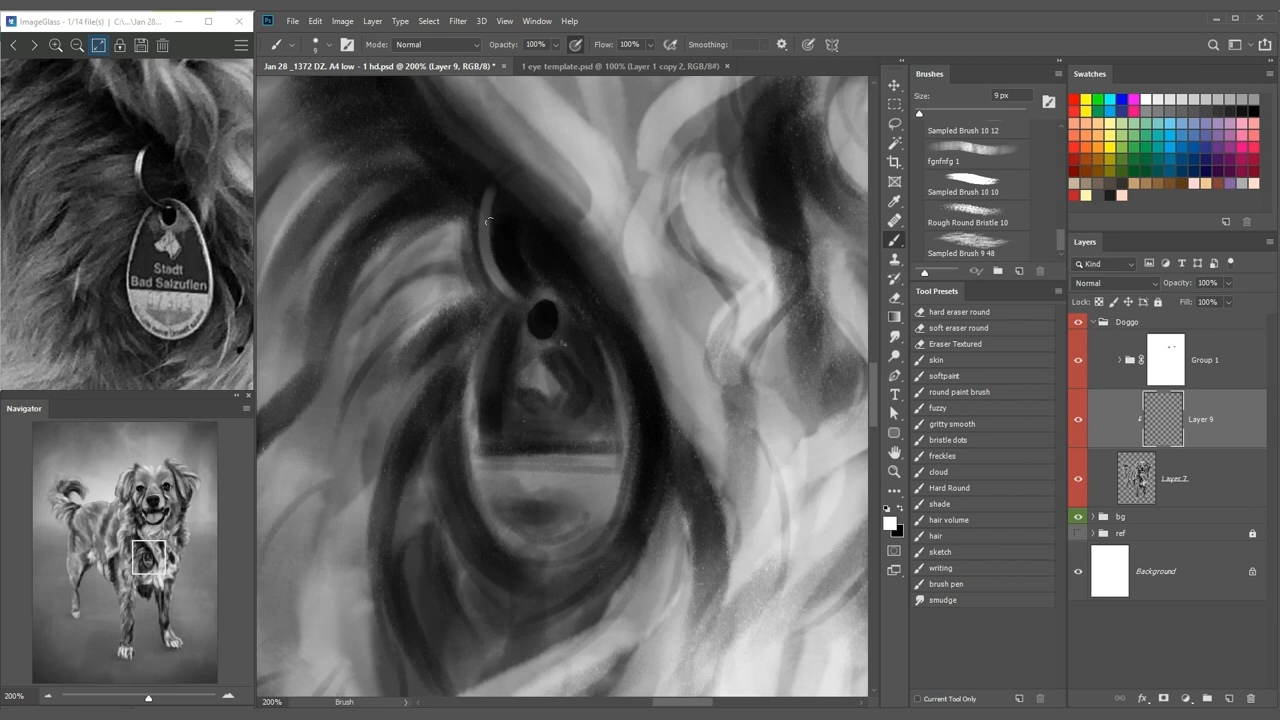 ImageGlass - 1/14 file(s) | C:\...\Jan 28...
Stadt
Bad Salzuflen
Navigator
200%
Ps
File Edit Image Layer Type Select Filter 3D View Window Help
9
Mode: Normal
Opacity: 100%
Flow: 100%
Smoothing:
Jan 28 _1372 DZ. A4 low - 1 hd.psd @ 200% (Layer 9, RGB/8) * ×
1 eye template.psd @ 100% (Layer 1 copy 2, RGB/8#) ×
200%
Brush
Brushes
Size: 9 px
Sampled Brush 10 12
fgnfnfg 1
Sampled Brush 10 10
Rough Round Bristle 10
Sampled Brush 9 48
Tool Presets
hard eraser round
soft eraser round
Eraser Textured
skin
softpaint
round paint brush
fuzzy
gritty smooth
bristle dots
freckles
cloud
Hard Round
shade
hair volume
hair
sketch
writing
brush pen
smudge
Current Tool Only
Swatches
Layers
Kind
Normal
Opacity: 100%
Lock:
Fill: 100%
Doggo
Group 1
Layer 9
Layer 7
bg
ref
Background
fx